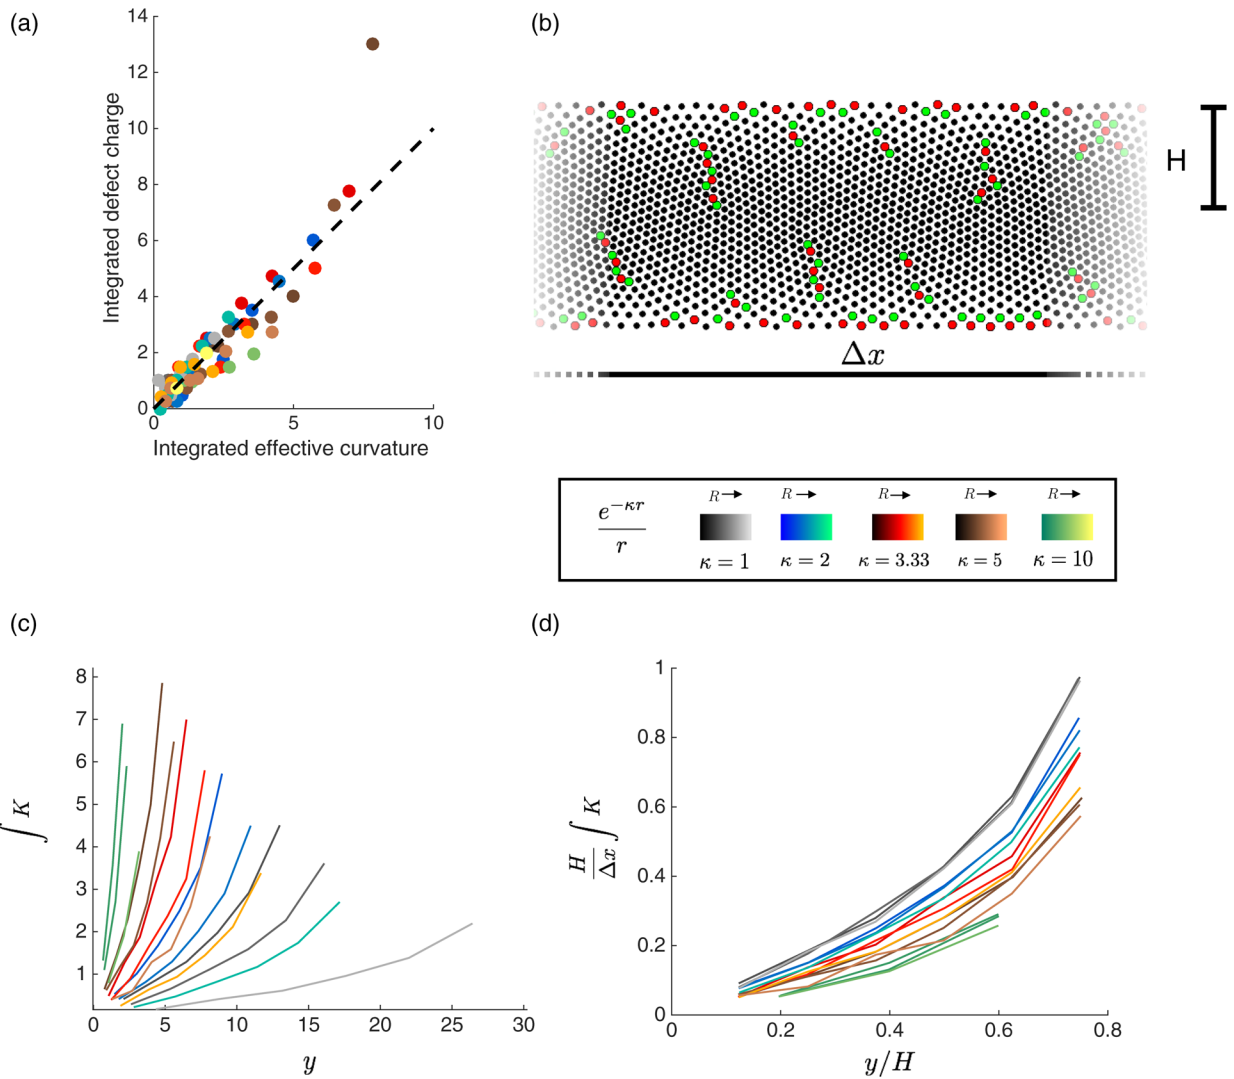 (a)
14
12
10
8
6
4
2
0
0 5 10
Integrated defect charge
Integrated effective curvature
(b)
H
Δx
e^{-κr}
r
R→ R→ R→ R→ R→
κ = 1 κ = 2 κ = 3.33 κ = 5 κ = 10
(c)
8
7
6
5
4
3
2
1
0 5 10 15 20 25 30
∫ K
y
(d)
1
0.8
0.6
0.4
0.2
0
0 0.2 0.4 0.6 0.8
H/Δx ∫ K
y/H